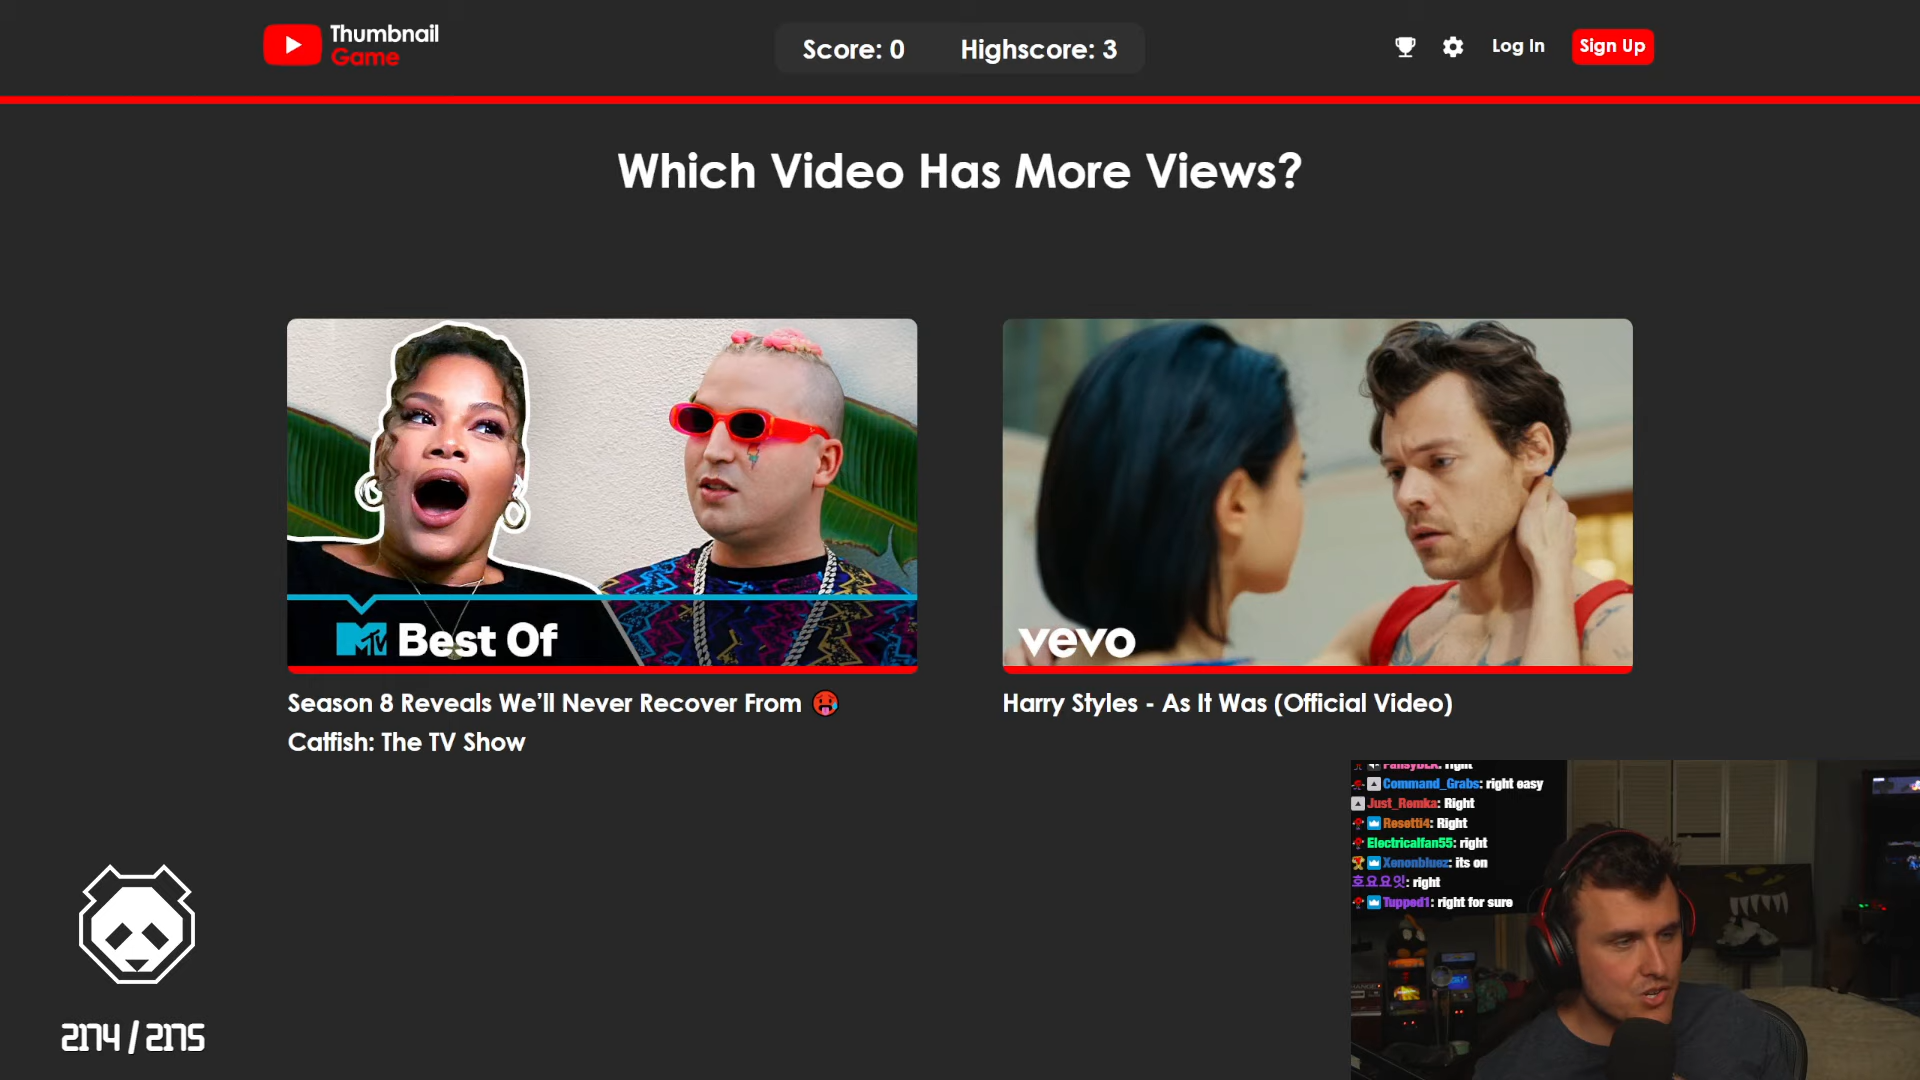 Thumbnail
Game
Score: 0
Highscore: 3
Log In
Sign Up
Which Video Has More Views?
MTV
Best Of
vevo
Season 8 Reveals We’ll Never Recover From 🥵
Catfish: The TV Show
Harry Styles - As It Was (Official Video)
right
Command_Grabs: right easy
Just_Remka: Right
Resetti4: Right
Electricalfan55: right
Xenonbluez: its on
호요요잇: right
Tupped1: right for sure
2174 / 2175